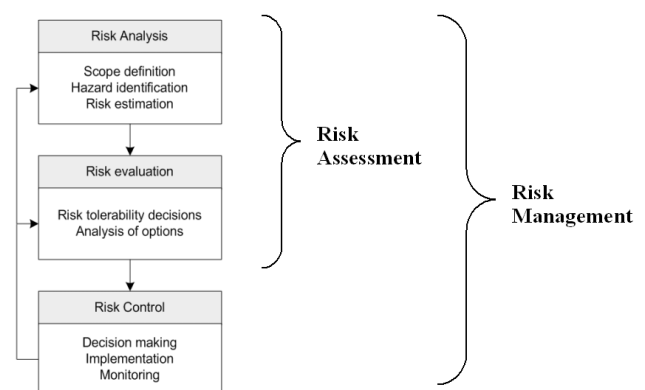 Risk Analysis
Scope definition
Hazard identification
Risk estimation
Risk evaluation
Risk tolerability decisions
Analysis of options
Risk Control
Decision making
Implementation
Monitoring
Risk
Assessment
Risk
Management